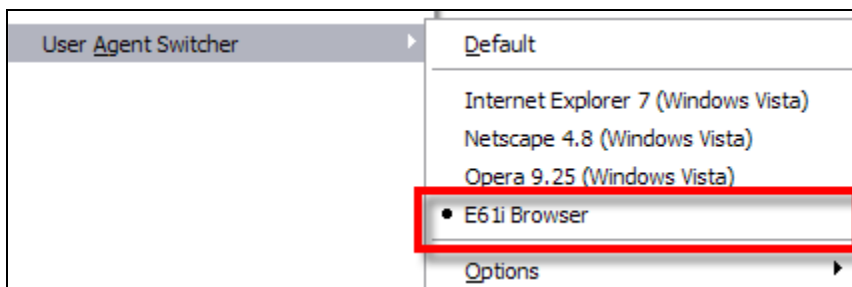 User Agent Switcher
Default
Internet Explorer 7 (Windows Vista)
Netscape 4.8 (Windows Vista)
Opera 9.25 (Windows Vista)
E61i Browser
Options